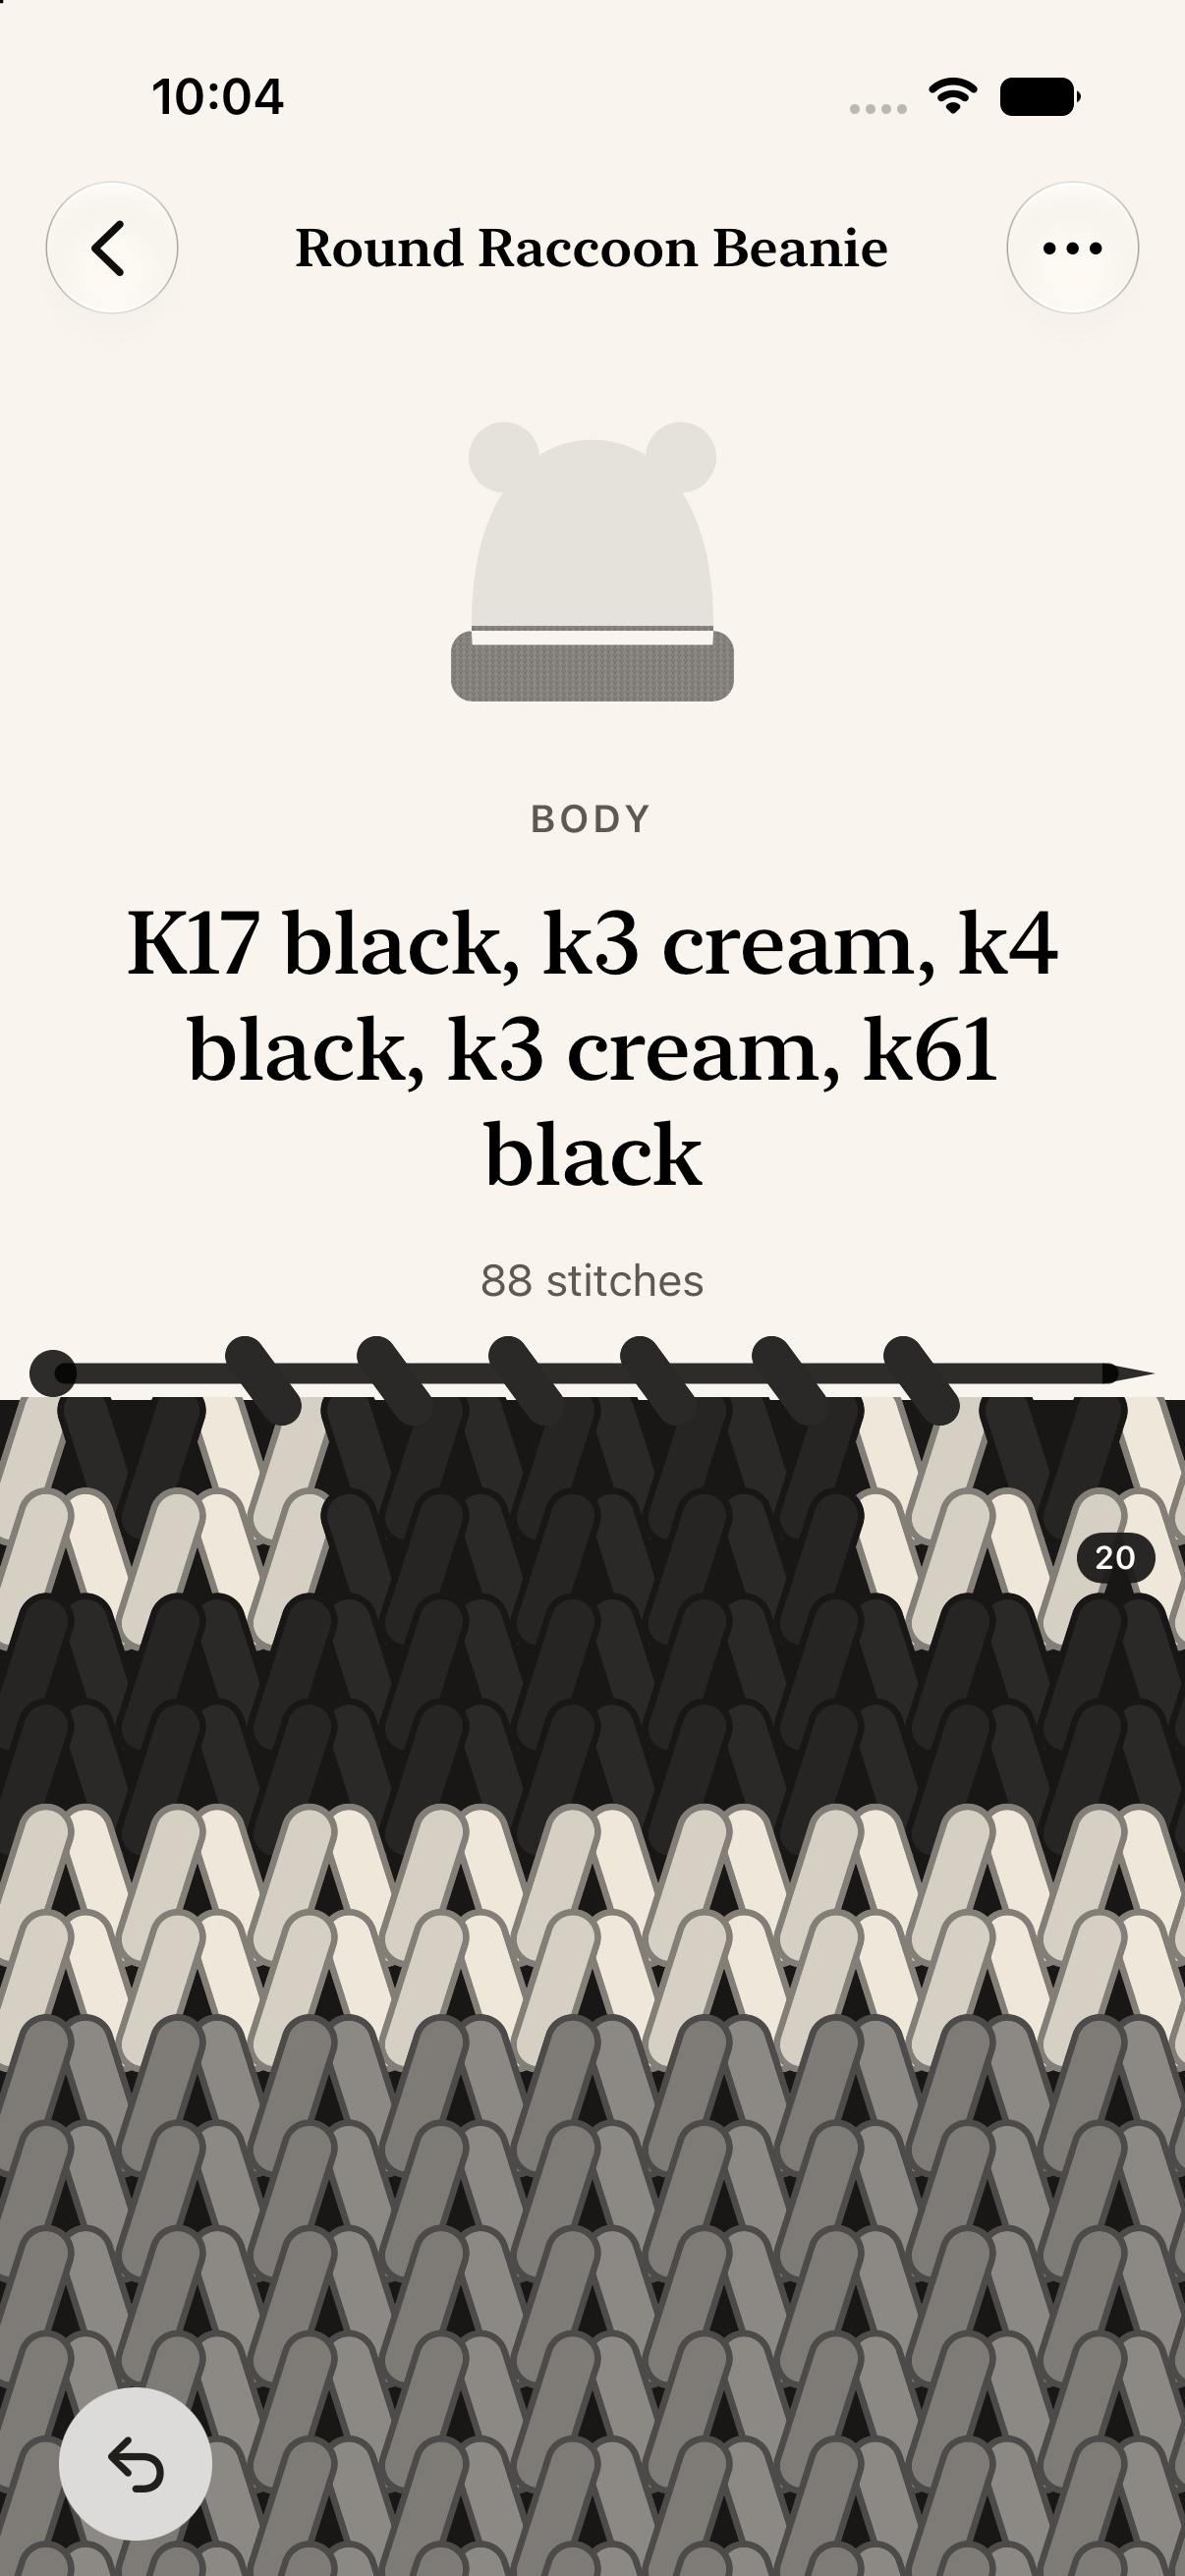 10:04
Round Raccoon Beanie
BODY
K17 black, k3 cream, k4
black, k3 cream, k61
black
88 stitches
20